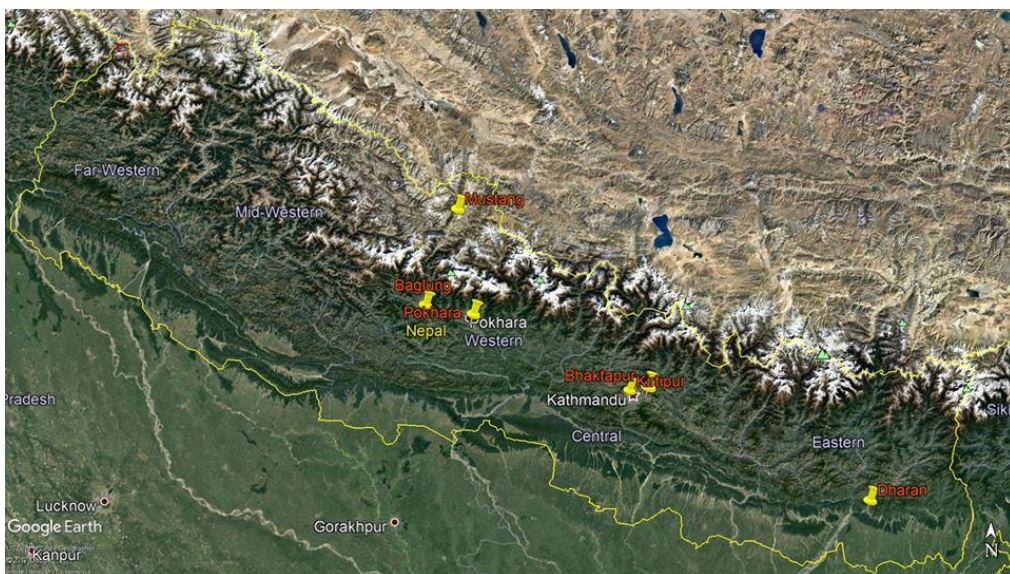 Far-Western
Mustang
Mid-Western
Baglung
Pokhara
Pokhara
Nepal
Western
Bhaktapur
Kirtipur
Pradesh
Kathmandu
Central
Eastern
Sik
Dharan
Lucknow
Gorakhpur
Google Earth
N
Kanpur